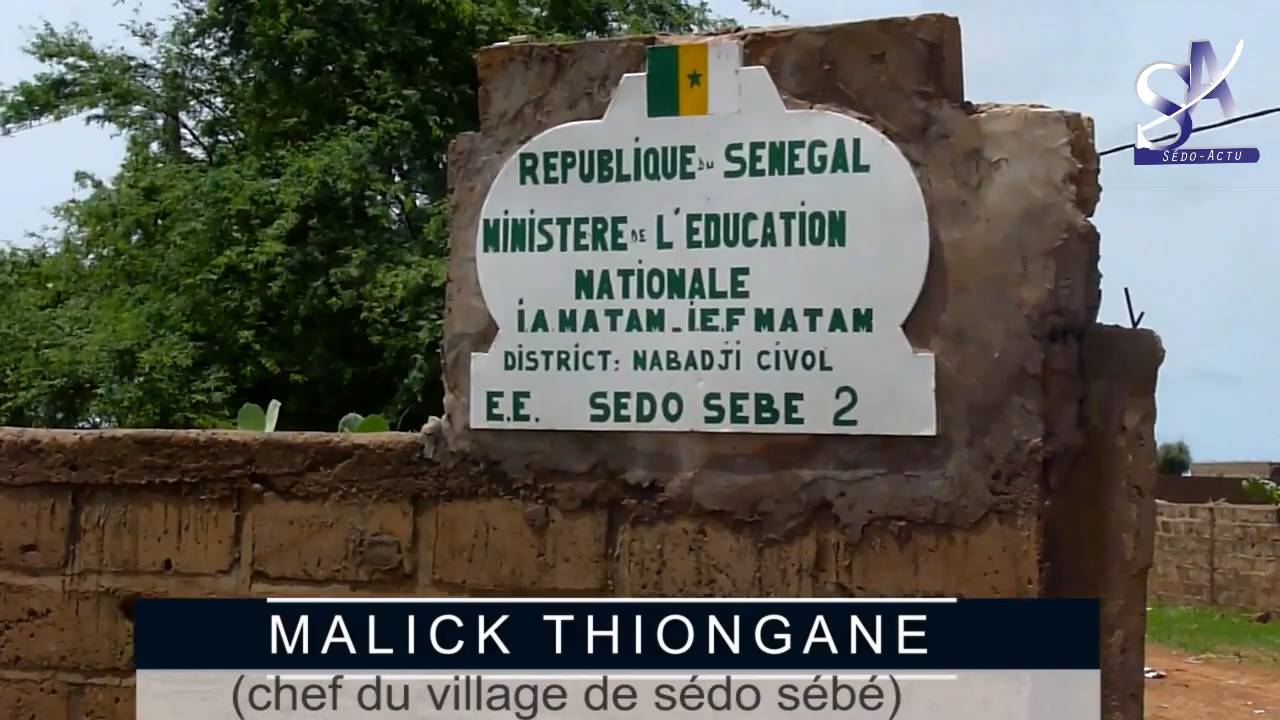 SA
SÉDO-ACTU
REPUBLiQUE DU SENEGAL
MiNiSTERE DE L'EDUCATiON
NATIONALE
i.A MATAM - i.E.F MATAM
DiSTRiCT: NABADJi CiVOL
E.E. SEDO SEBE 2
MALICK THIONGANE
(chef du village de sédo sébé)